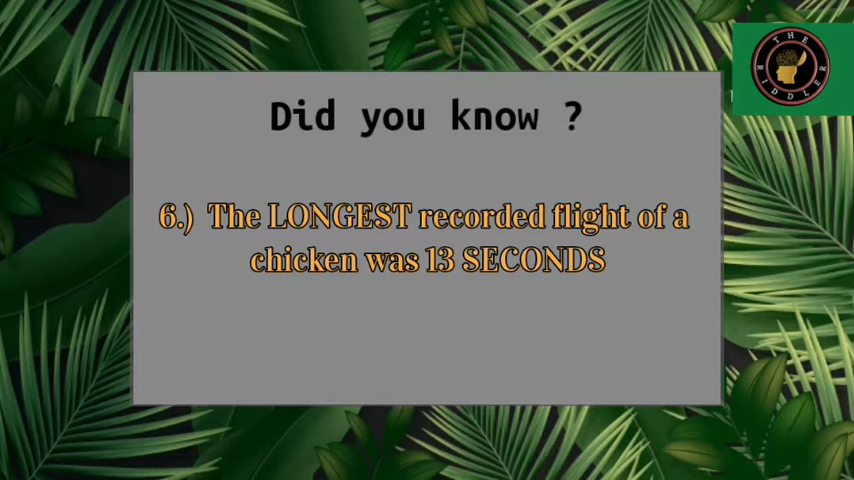 THE
RIDDLER
Did you know ?
6.) The LONGEST recorded flight of a
chicken was 13 SECONDS